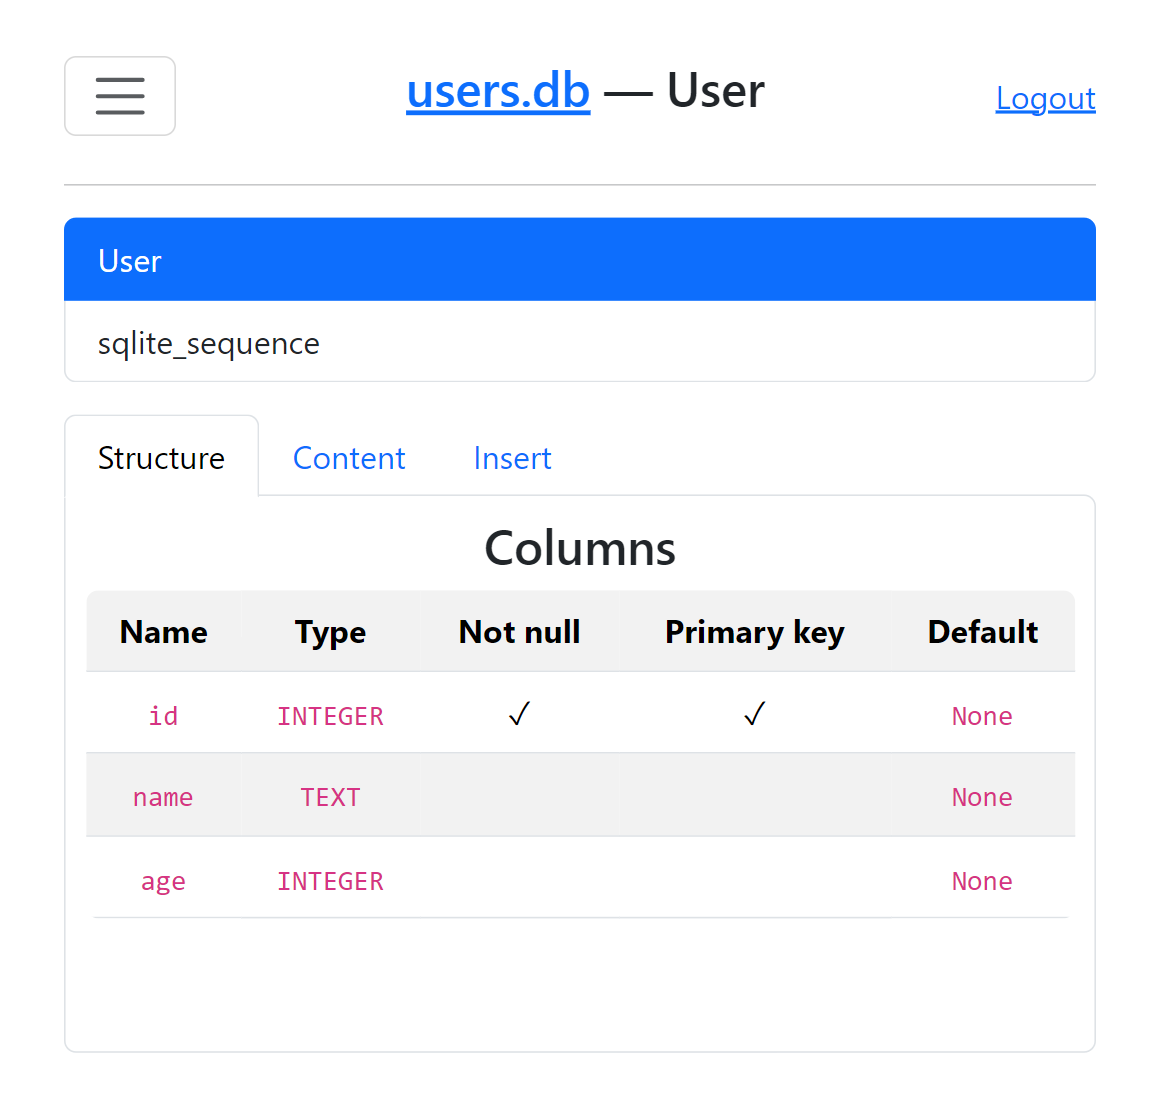 users.db — User
Logout
User
sqlite_sequence
Structure Content Insert
Columns
Name Type Not null Primary key Default
id INTEGER ✓ ✓ None
name TEXT None
age INTEGER None